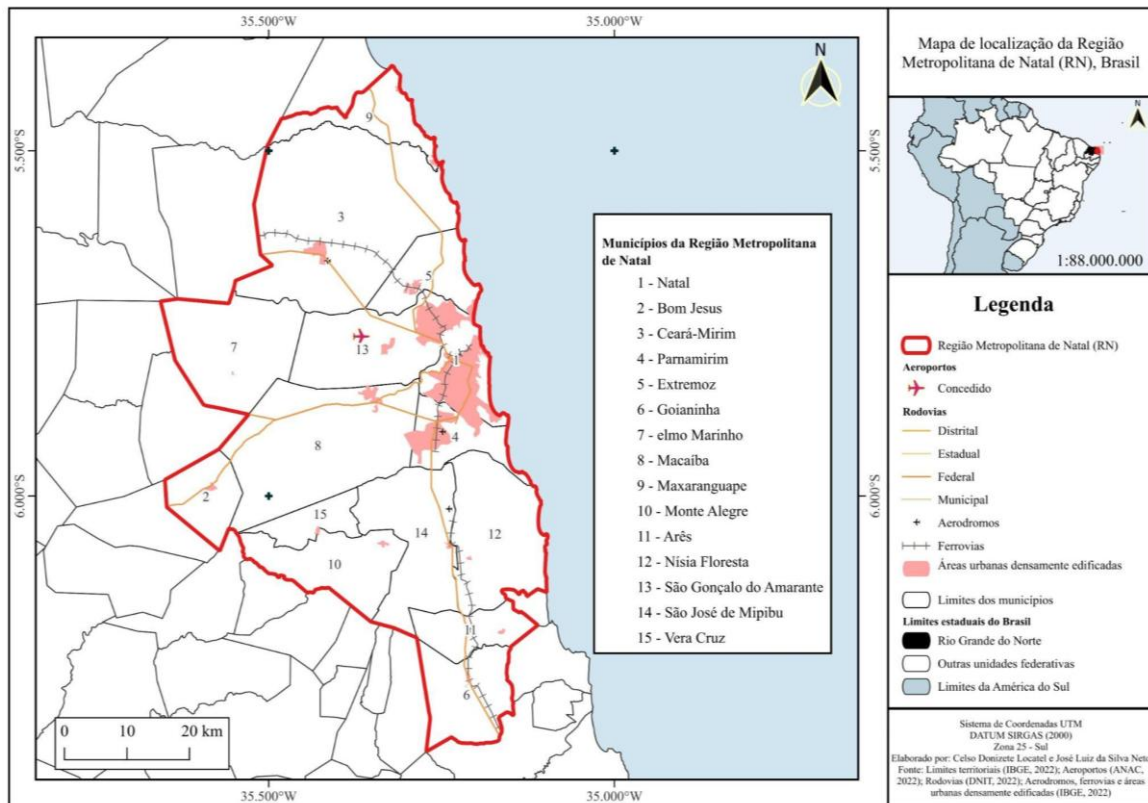 35.500°W
35.000°W
5.500°S
5.500°S
6.000°S
6.000°S
35.500°W
35.000°W
N
9
3
5
7
13
1
3
4
8
2
15
14
12
10
11
6
0 10 20 km
Municípios da Região Metropolitana
de Natal
1 - Natal
2 - Bom Jesus
3 - Ceará-Mirim
4 - Parnamirim
5 - Extremoz
6 - Goianinha
7 - elmo Marinho
8 - Macaíba
9 - Maxaranguape
10 - Monte Alegre
11 - Arês
12 - Nísia Floresta
13 - São Gonçalo do Amarante
14 - São José de Mipibu
15 - Vera Cruz
Mapa de localização da Região
Metropolitana de Natal (RN), Brasil
N
1:88.000.000
Legenda
Região Metropolitana de Natal (RN)
Aeroportos
Concedido
Rodovias
Distrital
Estadual
Federal
Municipal
Aerodromos
Ferrovias
Áreas urbanas densamente edificadas
Limites dos municípios
Limites estaduais do Brasil
Rio Grande do Norte
Outras unidades federativas
Limites da América do Sul
Sistema de Coordenadas UTM
DATUM SIRGAS (2000)
Zona 25 - Sul
Elaborado por: Celso Donizete Locatel e José Luiz da Silva Neto
Fonte: Limites territoriais (IBGE, 2022); Aeroportos (ANAC,
2022); Rodovias (DNIT, 2022); Aerodromos, ferrovias e áreas
urbanas densamente edificadas (IBGE, 2022)